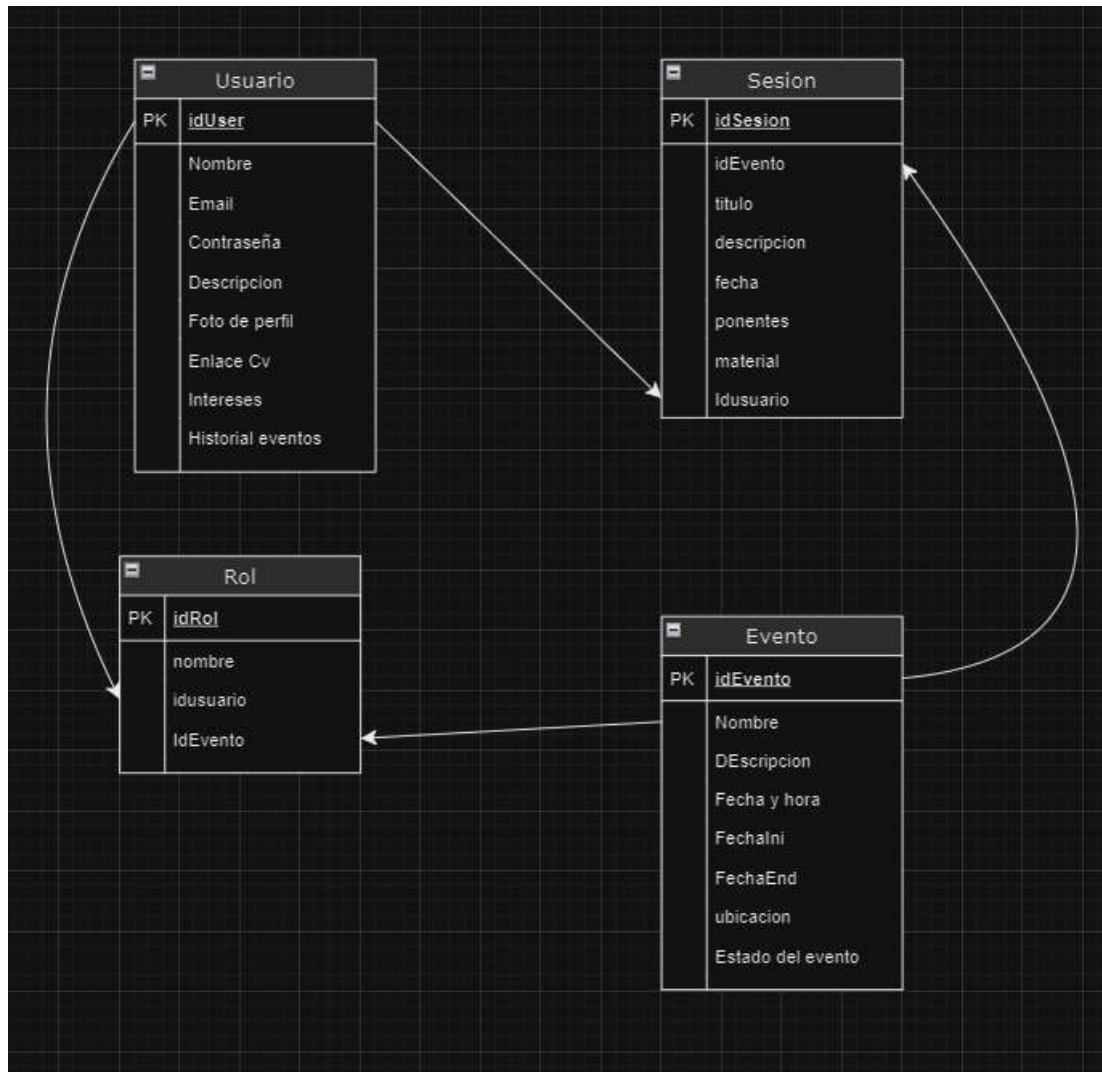 Usuario
PK idUser
Nombre
Email
Contraseña
Descripcion
Foto de perfil
Enlace Cv
Intereses
Historial eventos
Sesion
PK idSesion
idEvento
titulo
descripcion
fecha
ponentes
material
Idusuario
Rol
PK idRol
nombre
idusuario
IdEvento
Evento
PK idEvento
Nombre
DEscripcion
Fecha y hora
FechaIni
FechaEnd
ubicacion
Estado del evento